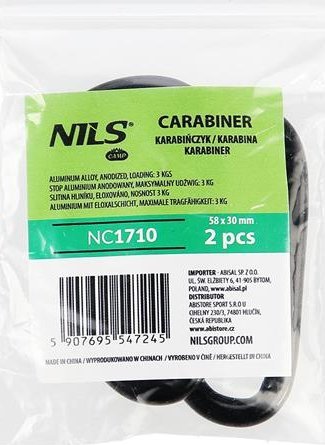 NILS
CAMP
CARABINER
KARABIŃCZYK / KARABINA
KARABINER
ALUMINUM ALLOY, ANODIZED, LOADING: 3 KGS
STOP ALUMINIUM ANODOWANY, MAKSYMALNY UDŹWIG: 3 KG
SLITINA HLINÍKU, ELOXOVÁNO, NOSNOST 3 KG
ALUMINIUM MIT ELOXALSCHICHT, MAXIMALE TRAGFÄHIGKEIT: 3 KG
58 x 30 mm
NC1710
2 pcs
IMPORTER - ABISAL SP. Z O.O.
UL. ŚW. ELŻBIETY 6, 41-905 BYTOM,
POLAND, www.abisal.pl
DISTRIBUTOR
ABISTORE SPORT S.R.O U
CIHELNY 230/3, 74801 HLUČÍN,
ČESKÁ REPUBLIKA
www.abistore.cz
5 907695 547245
NILSGROUP.COM
MADE IN CHINA / WYPRODUKOWANO W CHINACH / VYROBENO V ČÍNĚ / HERGESTELLT IN CHINA